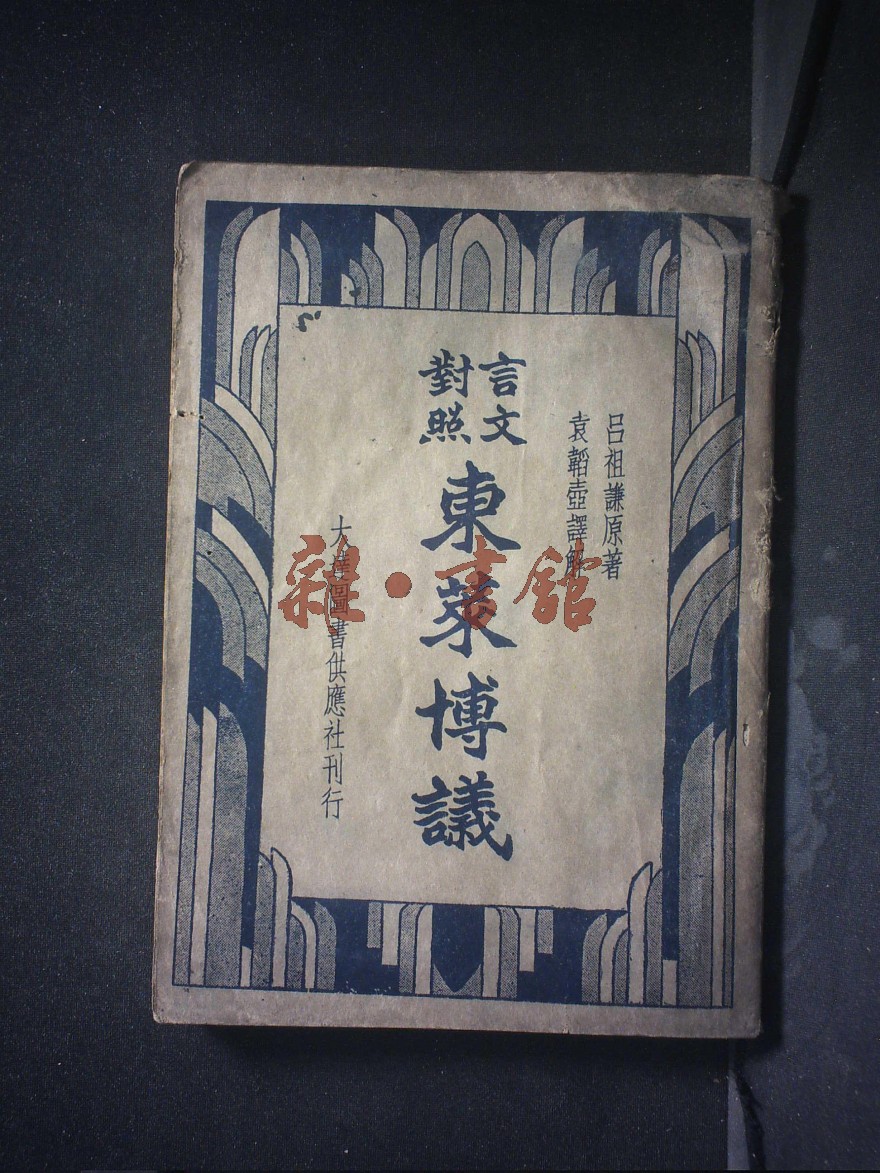 呂祖謙原著
袁韜壺譯解
言文
對照
東萊博議
大達圖書供應社刊行
雜·書館